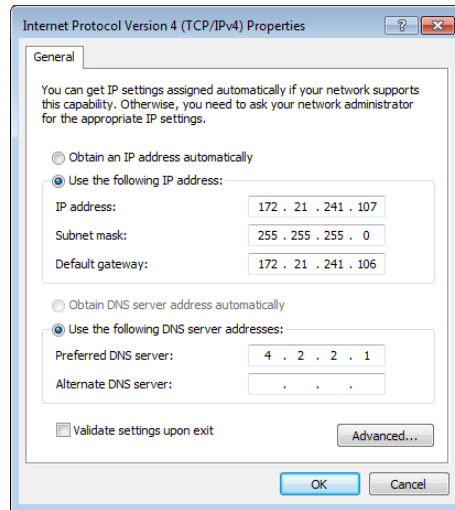 Internet Protocol Version 4 (TCP/IPv4) Properties
General
You can get IP settings assigned automatically if your network supports
this capability. Otherwise, you need to ask your network administrator
for the appropriate IP settings.
Obtain an IP address automatically
Use the following IP address:
IP address: 172 . 21 . 241 . 107
Subnet mask: 255 . 255 . 255 . 0
Default gateway: 172 . 21 . 241 . 106
Obtain DNS server address automatically
Use the following DNS server addresses:
Preferred DNS server: 4 . 2 . 2 . 1
Alternate DNS server: . . .
Validate settings upon exit
Advanced...
OK Cancel